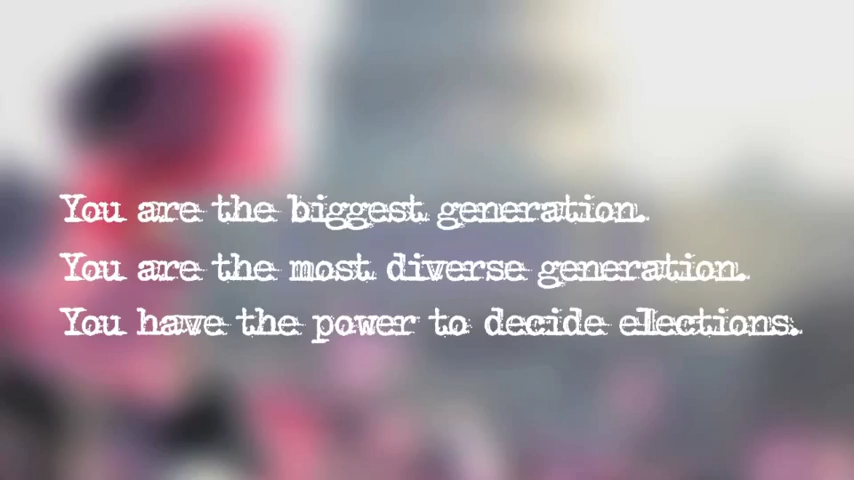 You are the biggest generation.
You are the most diverse generation.
You have the power to decide elections.